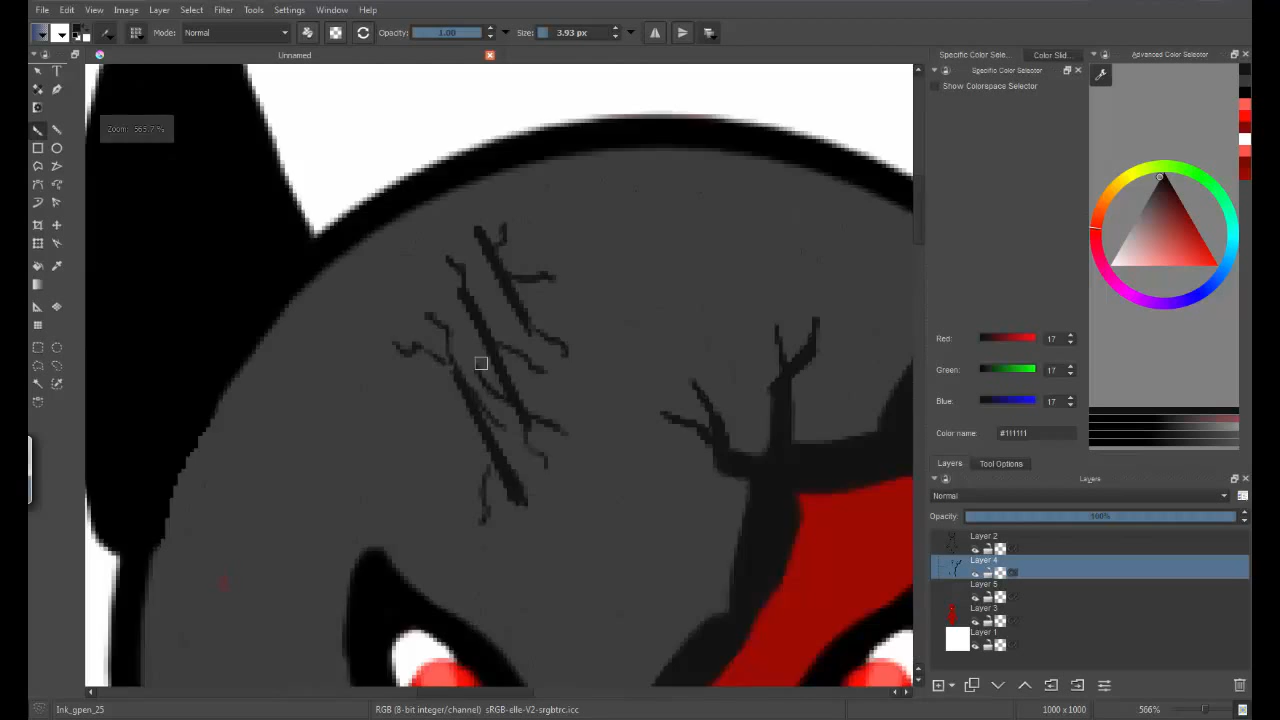 File Edit View Image Layer Select Filter Tools Settings Window Help
Mode: Normal Opacity: 1.00 Size: 3.93 px
Unnamed
Specific Color Sele... Color Slid... Advanced Color Selector
Specific Color Selector
Show Colorspace Selector
Zoom: 565.7 %
Red: 17
Green: 17
Blue: 17
Color name: #111111
Layers Tool Options
Layers
Normal
Opacity: 100%
Layer 2
Layer 4
Layer 5
Layer 3
Layer 1
Ink_gpen_25 RGB (8-bit integer/channel) sRGB-elle-V2-srgbtrc.icc 1000 x 1000 566%